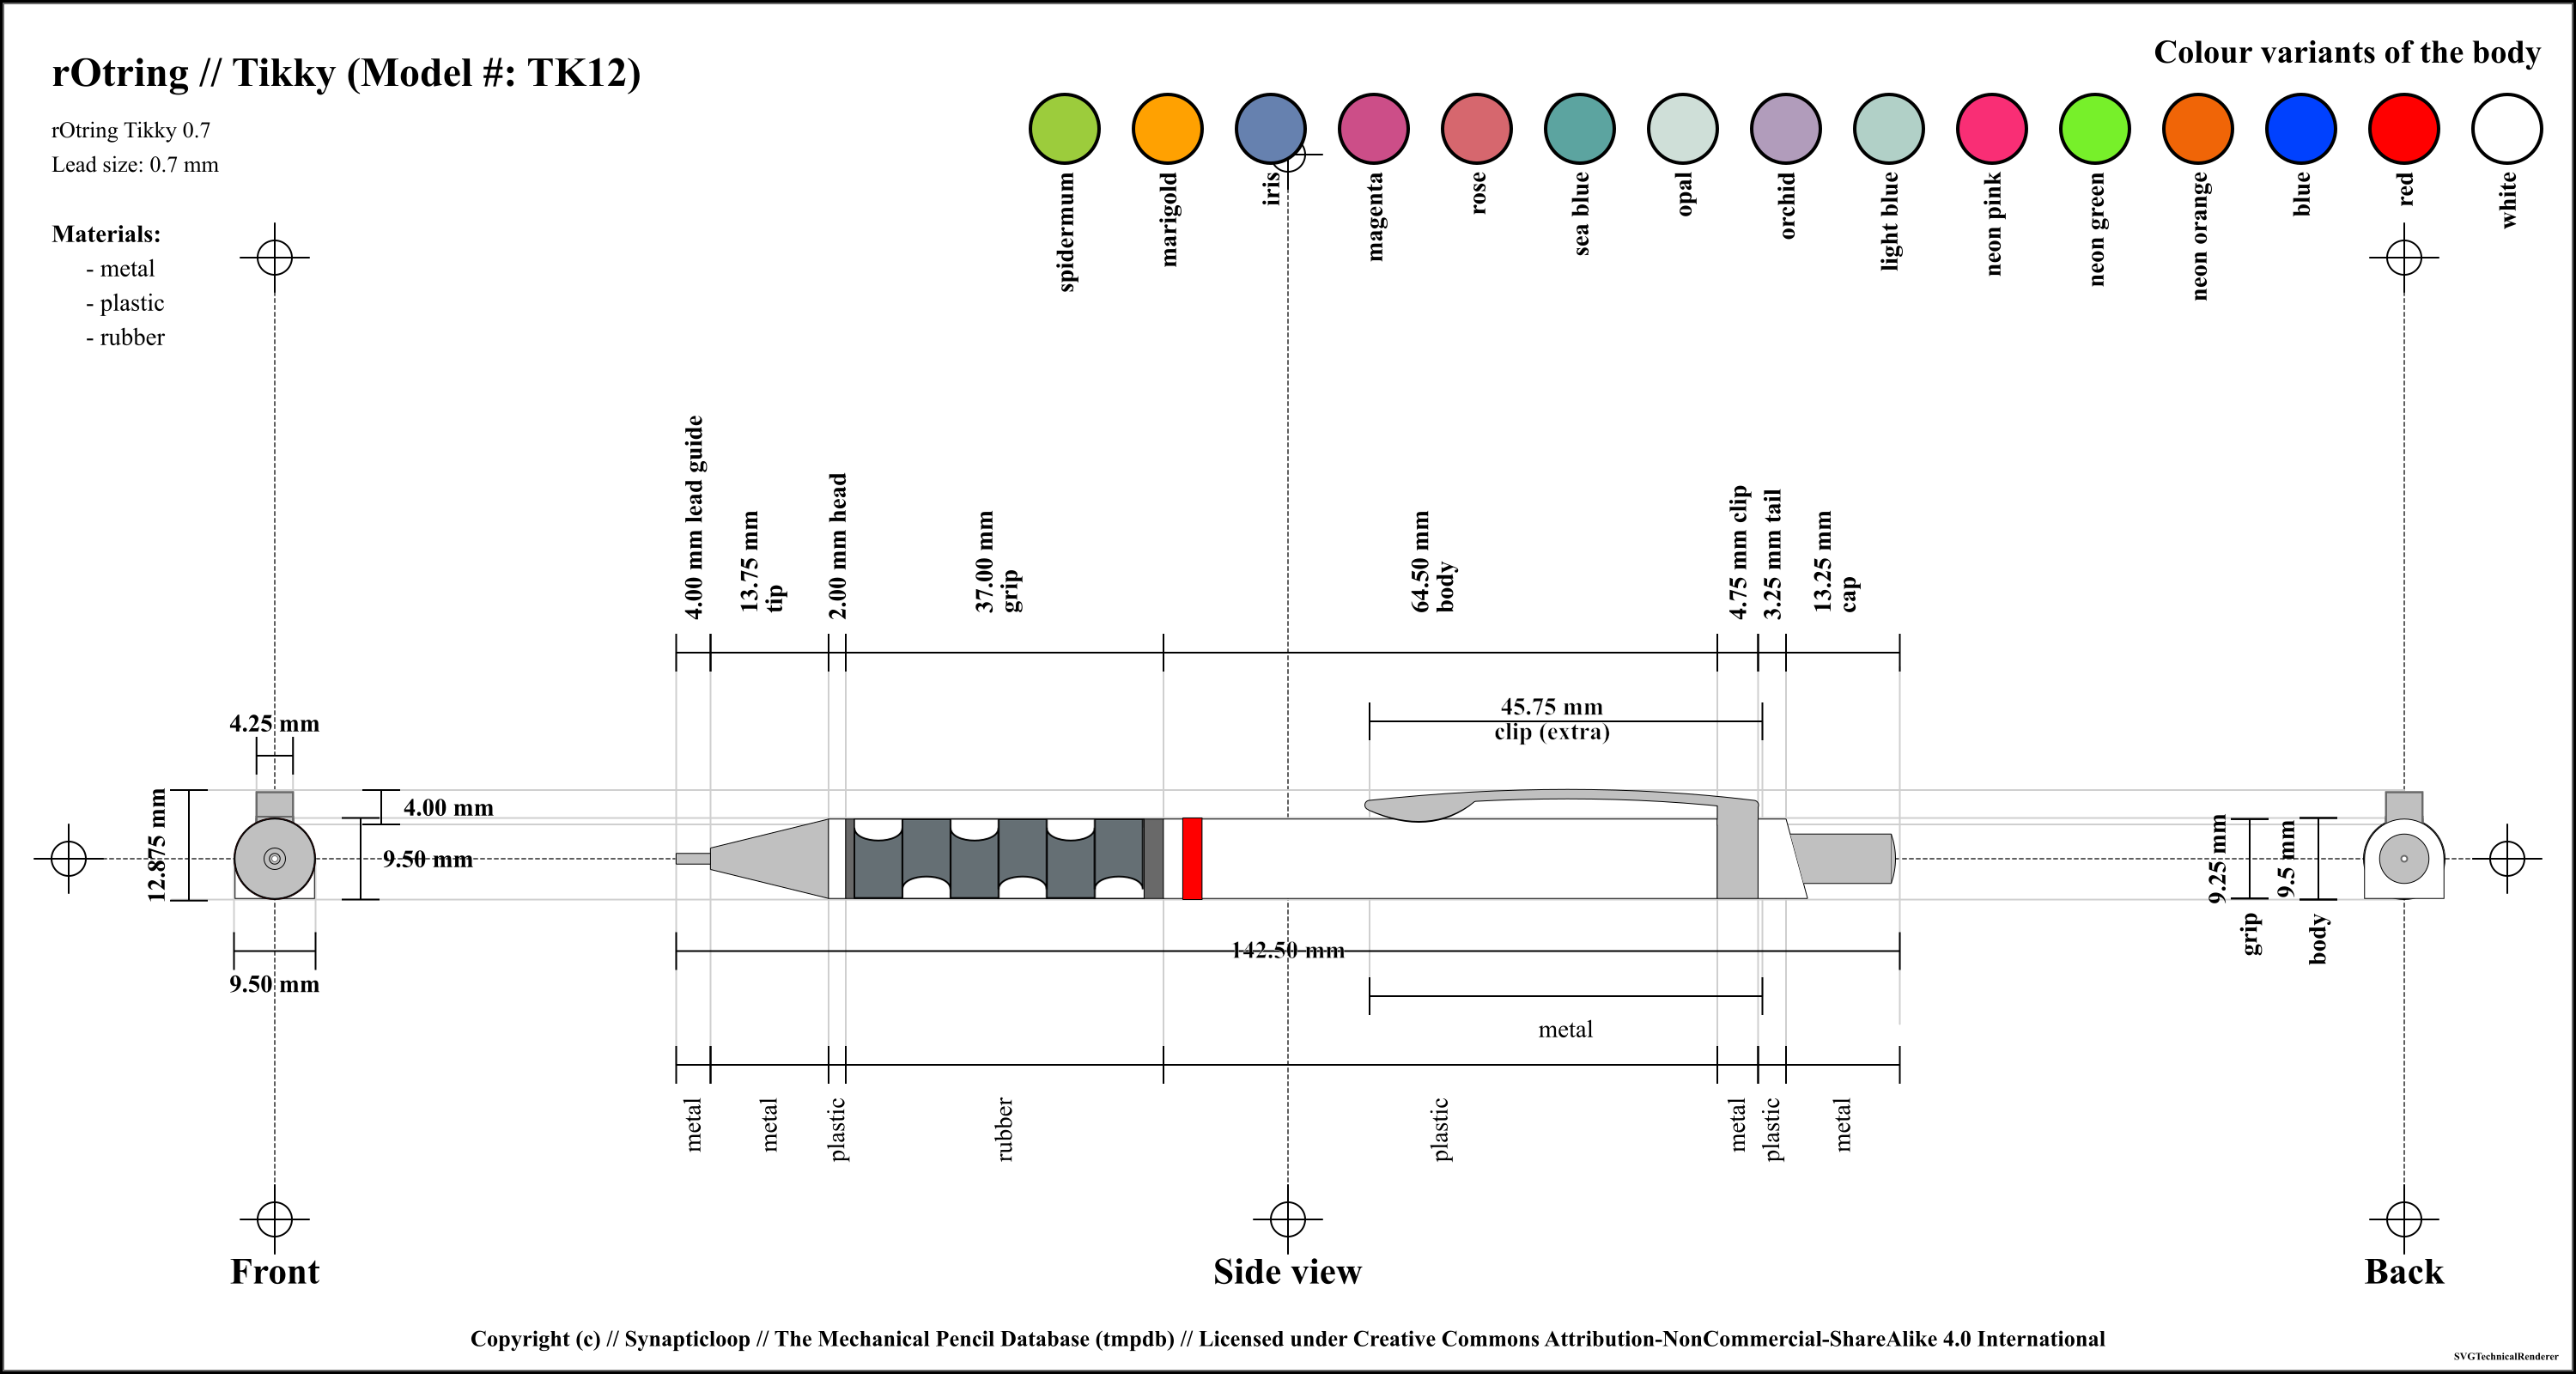 rOtring // Tikky (Model #: TK12)
rOtring Tikky 0.7
Lead size: 0.7 mm
Materials:
- metal
- plastic
- rubber
Colour variants of the body
spidermum
marigold
iris
magenta
rose
sea blue
opal
orchid
light blue
neon pink
neon green
neon orange
blue
red
white
4.00 mm lead guide
13.75 mm
tip
2.00 mm head
37.00 mm
grip
64.50 mm
body
4.75 mm clip
3.25 mm tail
13.25 mm
cap
45.75 mm
clip (extra)
4.25 mm
12.875 mm
4.00 mm
9.50 mm
9.50 mm
9.25 mm
grip
9.5 mm
body
142.50 mm
metal
metal
metal
plastic
rubber
plastic
metal
plastic
metal
Front
Side view
Back
Copyright (c) // Synapticloop // The Mechanical Pencil Database (tmpdb) // Licensed under Creative Commons Attribution-NonCommercial-ShareAlike 4.0 International
SVGTechnicalRenderer